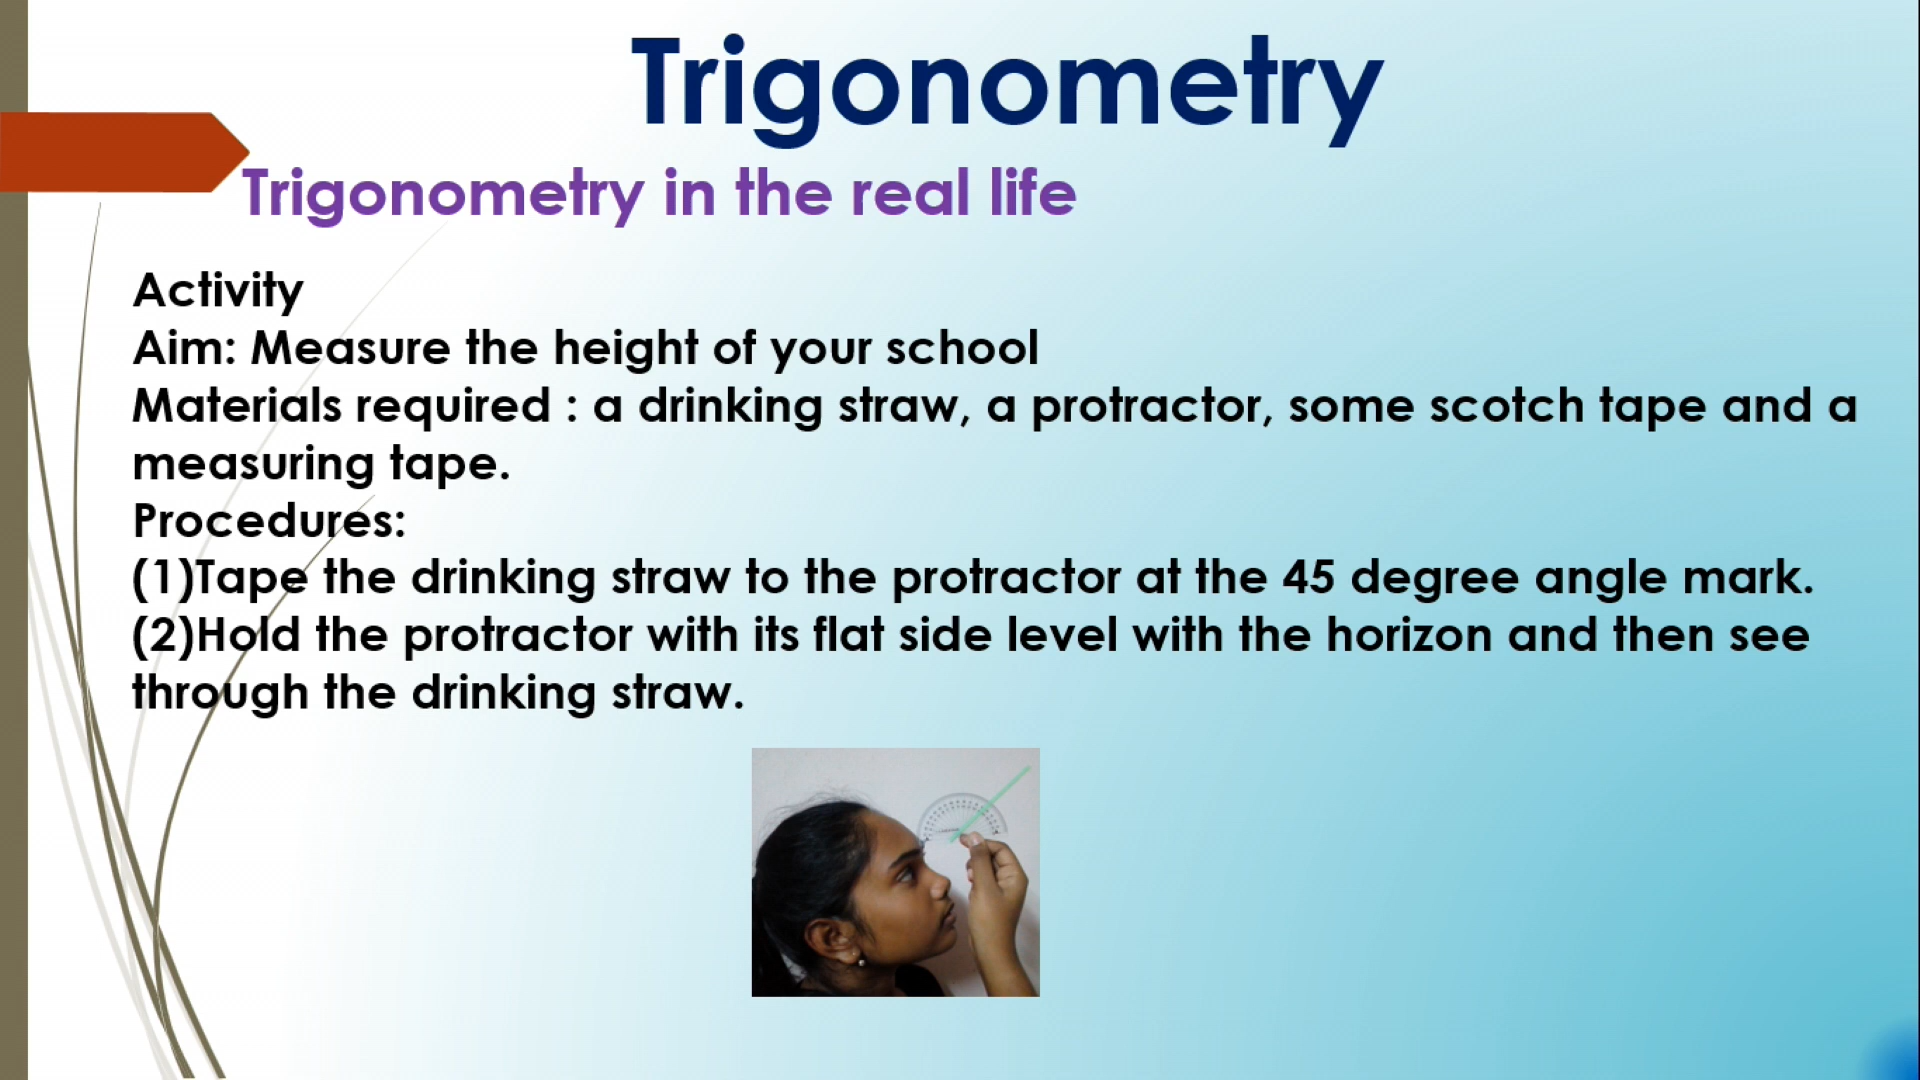 Trigonometry
Trigonometry in the real life
Activity
Aim: Measure the height of your school
Materials required : a drinking straw, a protractor, some scotch tape and a
measuring tape.
Procedures:
(1)Tape the drinking straw to the protractor at the 45 degree angle mark.
(2)Hold the protractor with its flat side level with the horizon and then see
through the drinking straw.